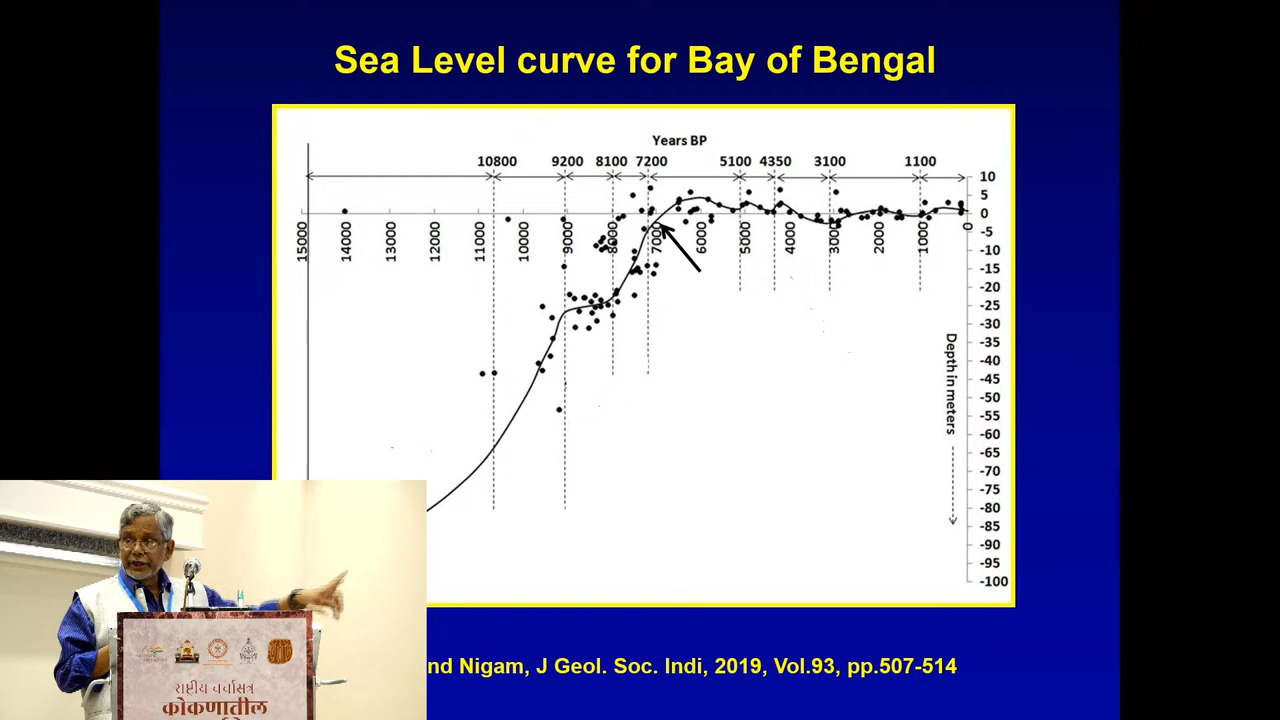 Sea Level curve for Bay of Bengal
Years BP
10800 9200 8100 7200 5100 4350 3100 1100
10
5
0
-5
-10
-15
-20
-25
-30
-35
-40
-45
-50
-55
-60
-65
-70
-75
-80
-85
-90
-95
-100
15000 14000 13000 12000 11000 10000 9000 8000 7000 6000 5000 4000 3000 2000 1000 0
Depth in meters
nd Nigam, J Geol. Soc. Indi, 2019, Vol.93, pp.507-514
राष्ट्रीय चर्चासत्र
कोकणातील